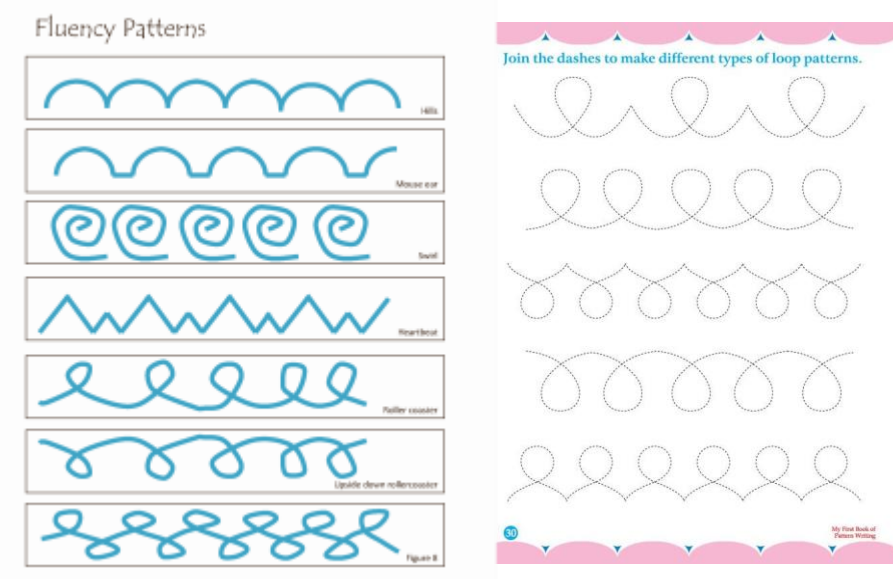 Fluency Patterns
Hills
Mouse ear
Swirl
Heartbeat
Roller coaster
Upside down rollercoaster
Figure 8
Join the dashes to make different types of loop patterns.
30
My First Book of
Pattern Writing